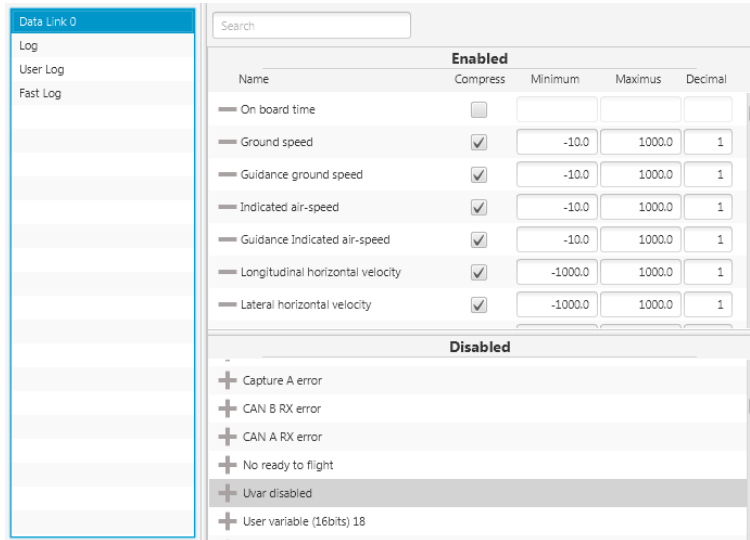 Data Link 0
Log
User Log
Fast Log
Search
Enabled
Name Compress Minimum Maximus Decimal
On board time
Ground speed -10.0 1000.0 1
Guidance ground speed -10.0 1000.0 1
Indicated air-speed -10.0 1000.0 1
Guidance Indicated air-speed -10.0 1000.0 1
Longitudinal horizontal velocity -1000.0 1000.0 1
Lateral horizontal velocity -1000.0 1000.0 1
Disabled
Capture A error
CAN B RX error
CAN A RX error
No ready to flight
Uvar disabled
User variable (16bits) 18